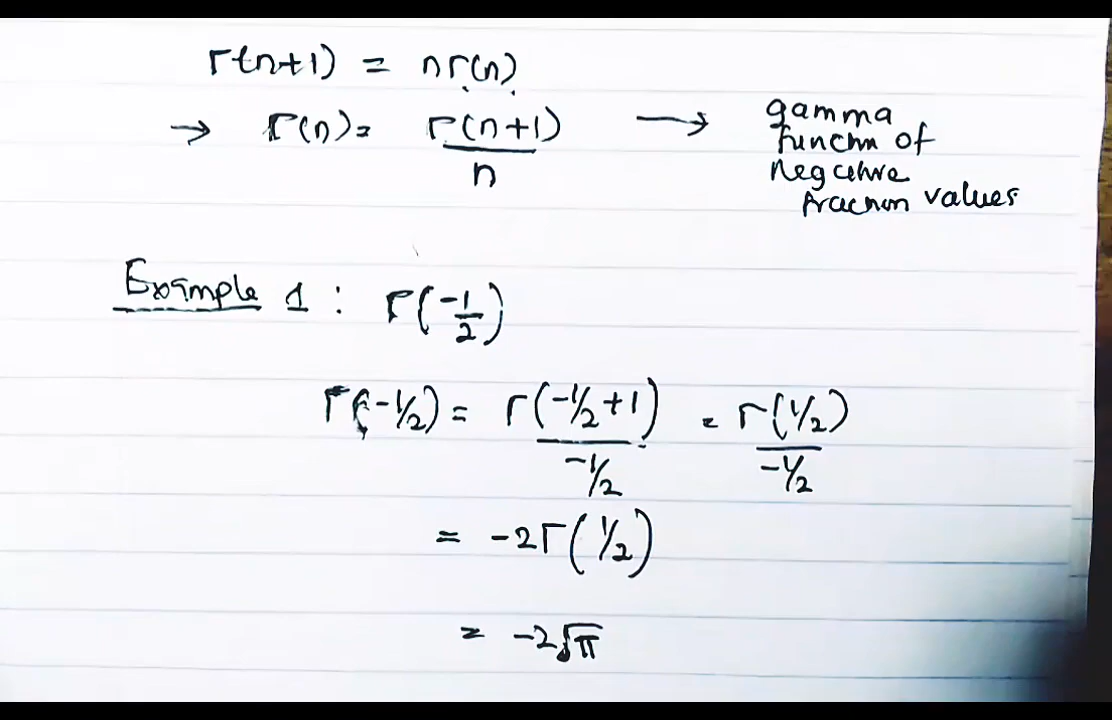 Γ(n+1) = nΓ(n)
→ Γ(n) = Γ(n+1)/n → gamma
functn of
negative
fraction values
Example 1 : Γ(-1/2)
Γ(-1/2) = Γ(-1/2+1)/(-1/2) = Γ(1/2)/(-1/2)
= -2Γ(1/2)
= -2√π